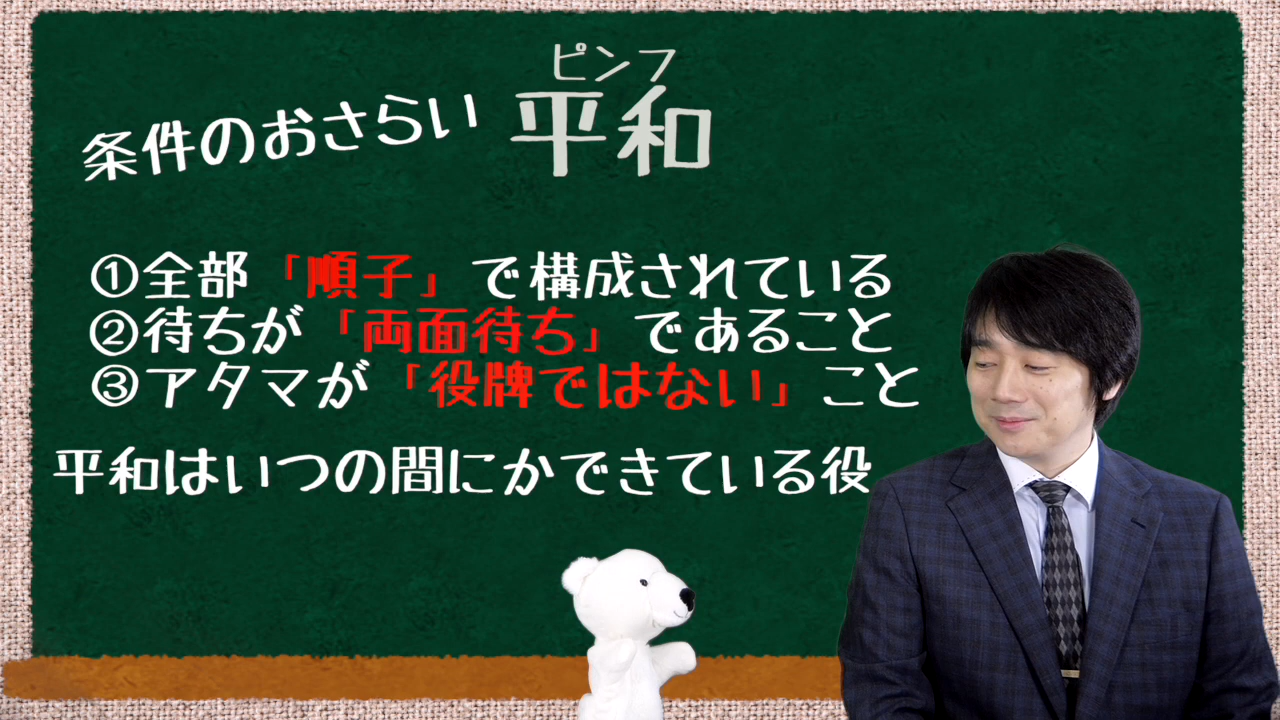 ピンフ
条件のおさらい 平和
①全部「順子」で構成されている
②待ちが「両面待ち」であること
③アタマが「役牌ではない」こと
平和はいつの間にかできている役